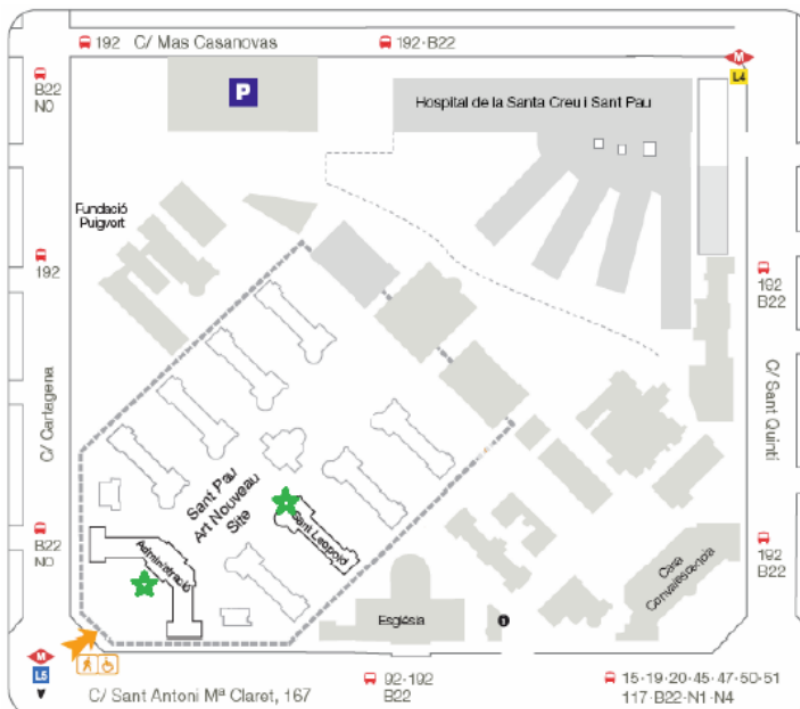 192 C/ Mas Casanovas
192·B22
B22
N0
P
M
L4
Hospital de la Santa Creu i Sant Pau
Fundació
Puigvert
192
192
B22
C/ Cartagena
C/ Sant Quintí
Sant Pau
Art Nouveau
Site
Sant Leopold
Administració
B22
N0
192
B22
Casa
Convalescència
Església
i
M
L5
C/ Sant Antoni Mª Claret, 167
92·192
B22
15·19·20·45·47·50·51
117·B22·N1·N4